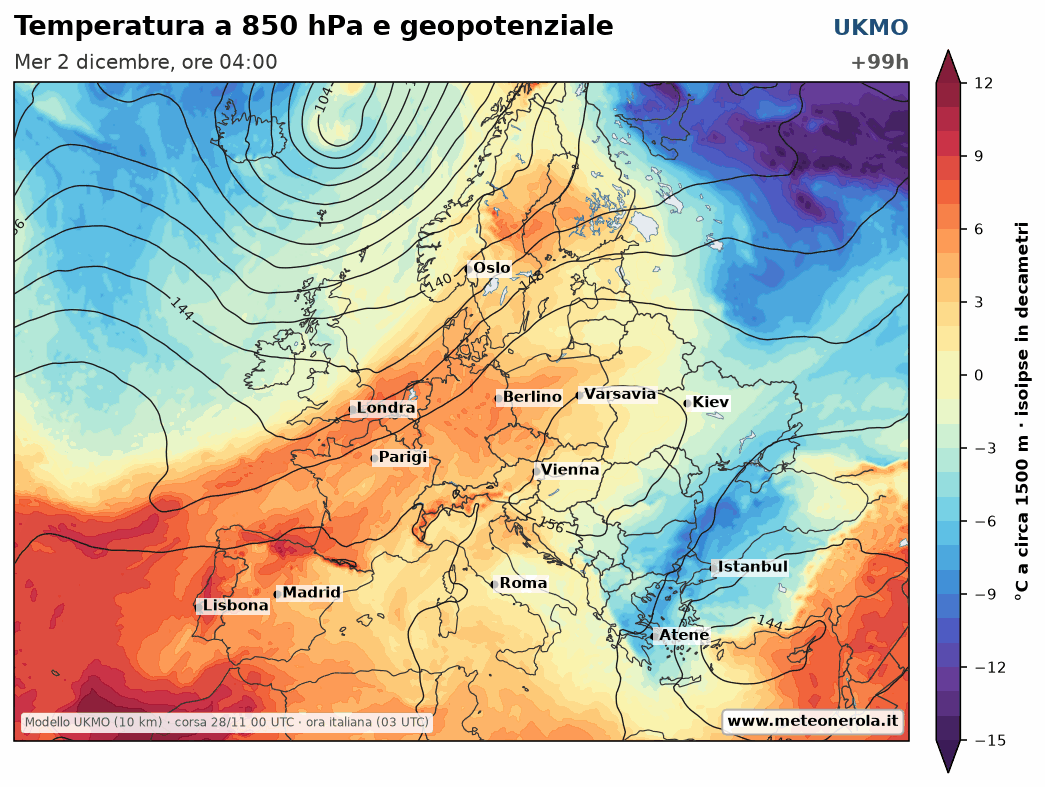 Temperatura a 850 hPa e geopotenziale
UKMO
Mer 2 dicembre, ore 04:00
+99h
104
144
140
156
144
Oslo
Londra
Berlino
Varsavia
Kiev
Parigi
Vienna
Roma
Istanbul
Madrid
Lisbona
Atene
12
9
6
3
0
−3
−6
−9
−12
−15
°C a circa 1500 m · isoipse in decametri
Modello UKMO (10 km) · corsa 28/11 00 UTC · ora italiana (03 UTC)
www.meteonerola.it